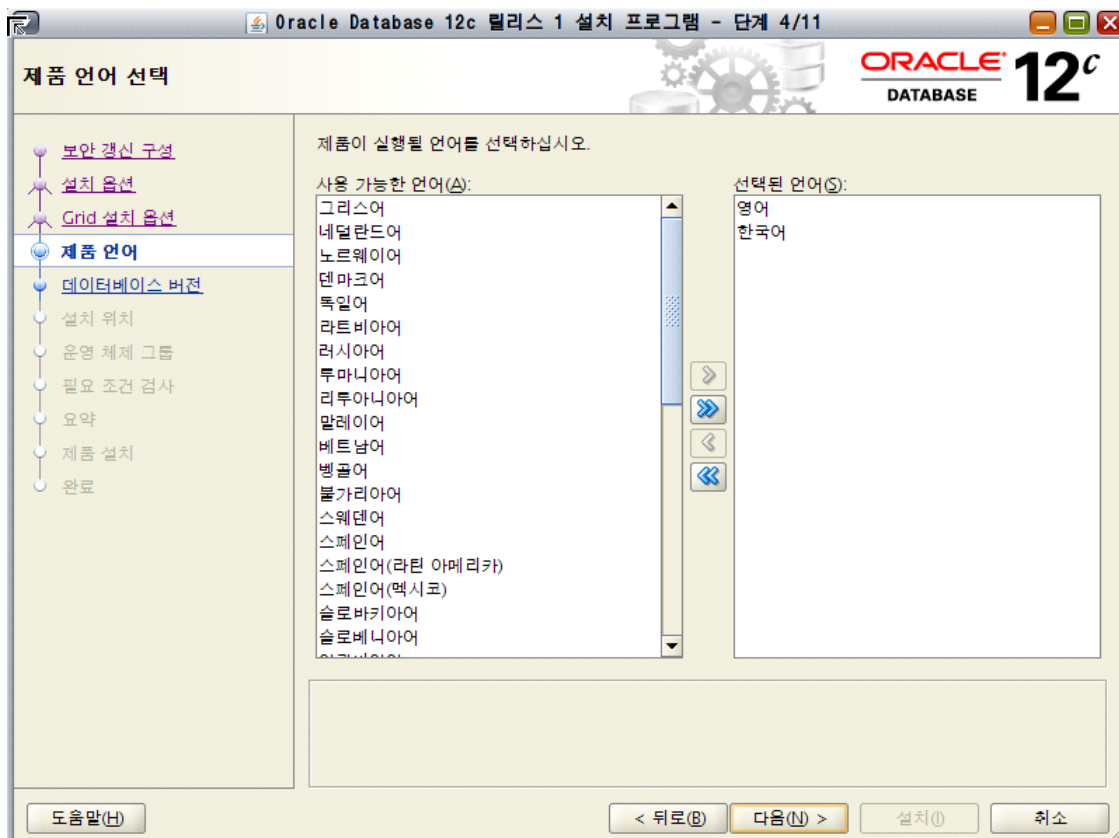 Oracle Database 12c 릴리스 1 설치 프로그램 - 단계 4/11
제품 언어 선택
ORACLE
DATABASE
12c
보안 갱신 구성
설치 옵션
Grid 설치 옵션
제품 언어
데이터베이스 버전
설치 위치
운영 체제 그룹
필요 조건 검사
요약
제품 설치
완료
제품이 실행될 언어를 선택하십시오.
사용 가능한 언어(A):
그리스어
네덜란드어
노르웨이어
덴마크어
독일어
라트비아어
러시아어
루마니아어
리투아니아어
말레이어
베트남어
벵골어
불가리아어
스웨덴어
스페인어
스페인어(라틴 아메리카)
스페인어(멕시코)
슬로바키아어
슬로베니아어
선택된 언어(S):
영어
한국어
도움말(H)
< 뒤로(B)
다음(N) >
설치(I)
취소